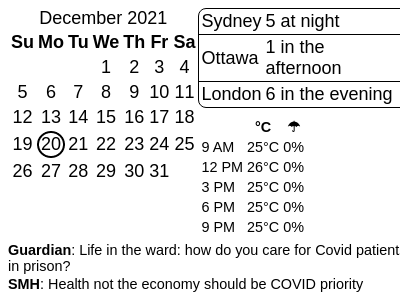 December 2021
Su Mo Tu We Th Fr Sa
1 2 3 4
5 6 7 8 9 10 11
12 13 14 15 16 17 18
19 20 21 22 23 24 25
26 27 28 29 30 31
Sydney 5 at night
Ottawa 1 in the
afternoon
London 6 in the evening
°C ☂
9 AM 25°C 0%
12 PM 26°C 0%
3 PM 25°C 0%
6 PM 25°C 0%
9 PM 25°C 0%
Guardian: Life in the ward: how do you care for Covid patients
in prison?
SMH: Health not the economy should be COVID priority